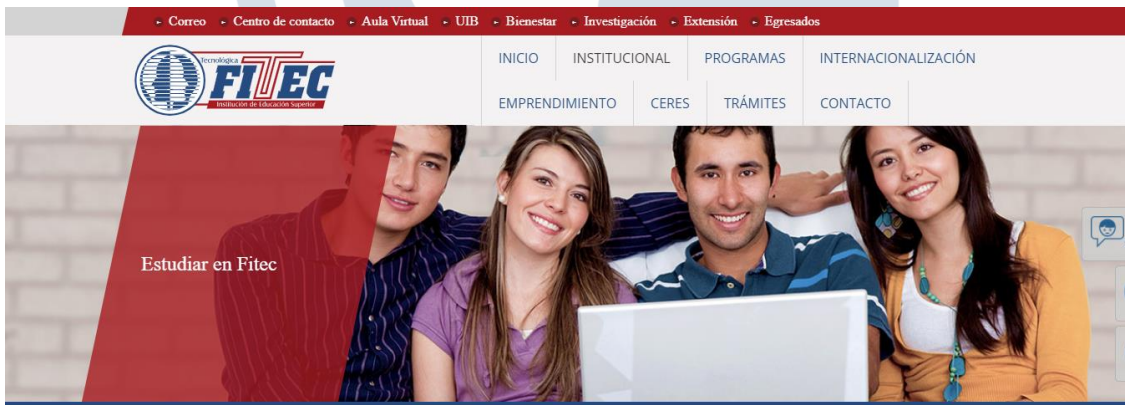 Correo Centro de contacto Aula Virtual UIB Bienestar Investigación Extensión Egresados
Tecnológica
FITEC
Institución de Educación Superior
INICIO INSTITUCIONAL PROGRAMAS INTERNACIONALIZACIÓN
EMPRENDIMIENTO CERES TRÁMITES CONTACTO
Estudiar en Fitec